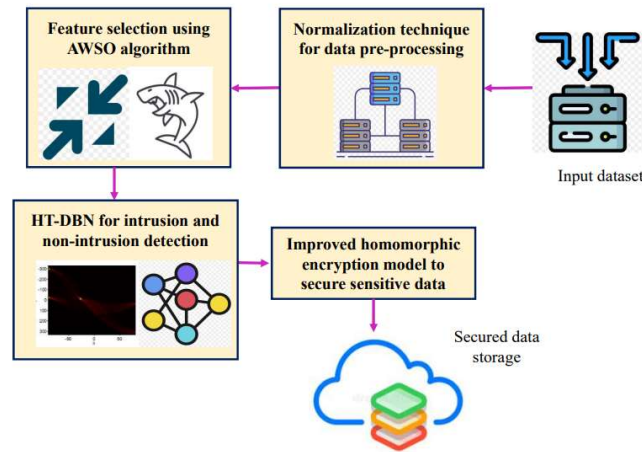 Feature selection using
AWSO algorithm
Normalization technique
for data pre-processing
Input dataset
HT-DBN for intrusion and
non-intrusion detection
Improved homomorphic
encryption model to
secure sensitive data
Secured data
storage